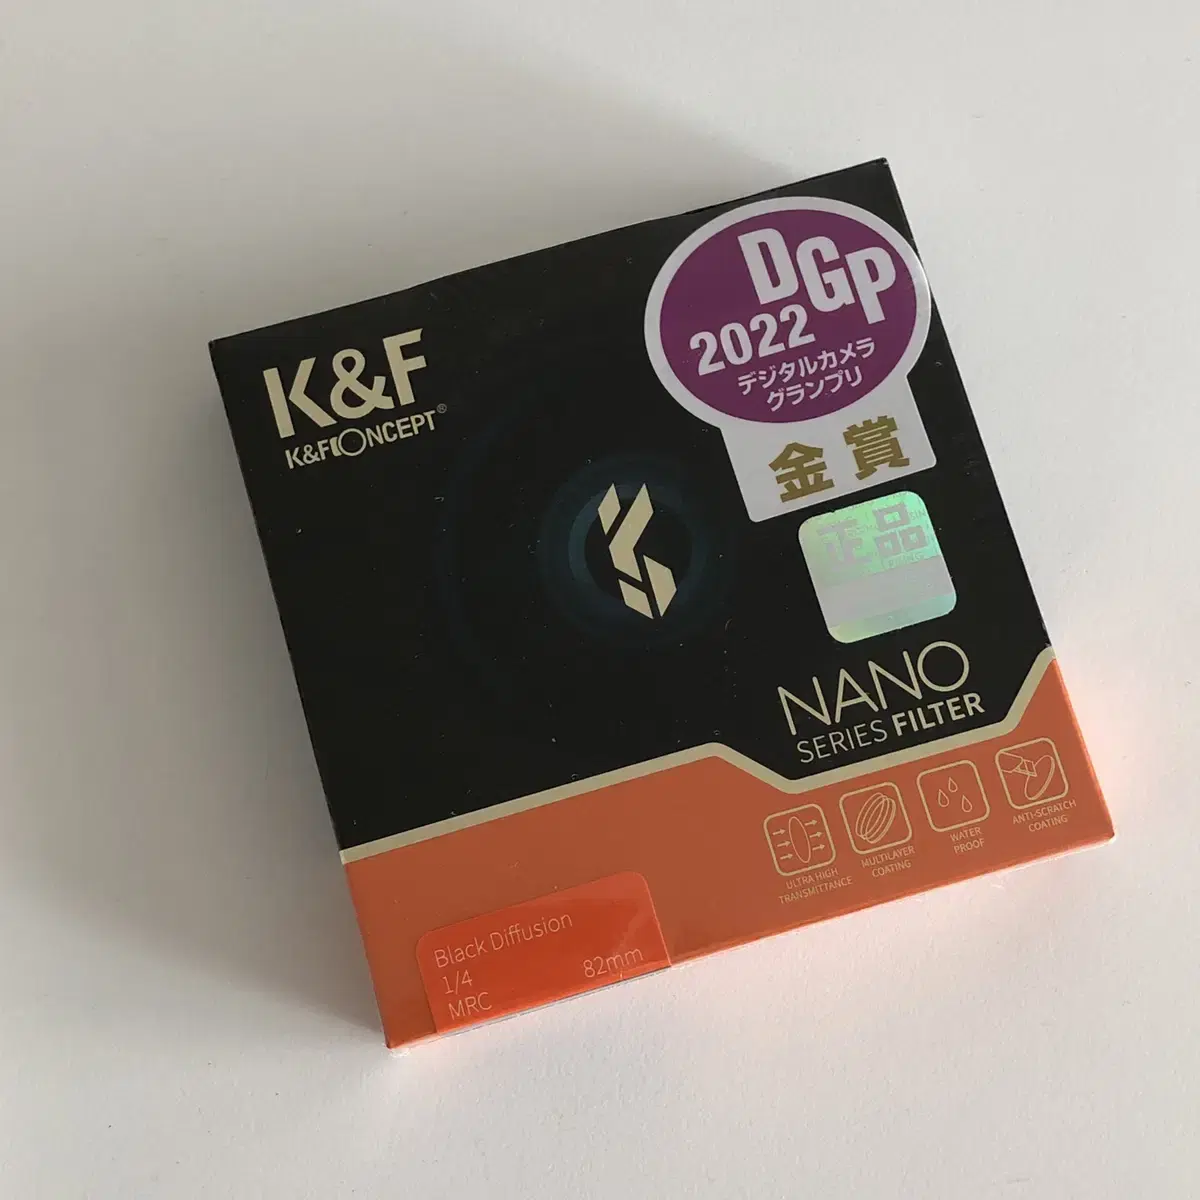 K&F
K&F CONCEPT®
DGP
2022
デジタルカメラ
グランプリ
金賞
正品
NANO
SERIES FILTER
ULTRA HIGH
TRANSMITTANCE
MULTILAYER
COATING
WATER
PROOF
ANTI-SCRATCH
COATING
Black Diffusion
1/4
82mm
MRC